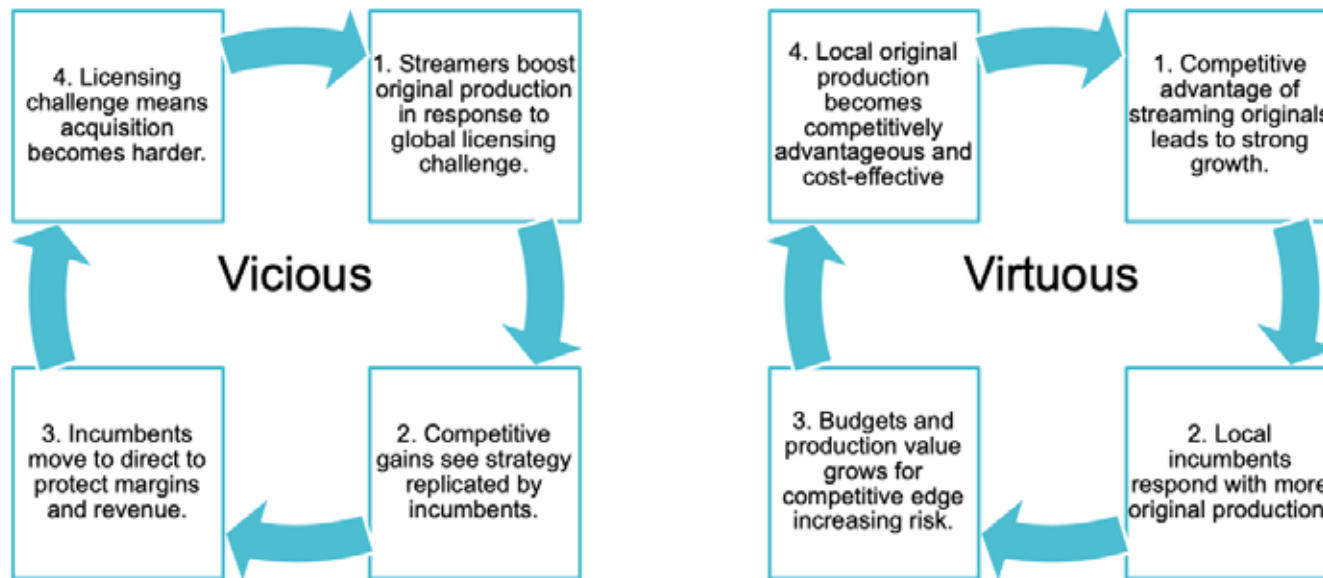 4. Licensing
challenge means
acquisition
becomes harder.
1. Streamers boost
original production
in response to
global licensing
challenge.
Vicious
3. Incumbents
move to direct to
protect margins
and revenue.
2. Competitive
gains see strategy
replicated by
incumbents.
4. Local original
production
becomes
competitively
advantageous and
cost-effective
1. Competitive
advantage of
streaming originals
leads to strong
growth.
Virtuous
3. Budgets and
production value
grows for
competitive edge
increasing risk.
2. Local
incumbents
respond with more
original production